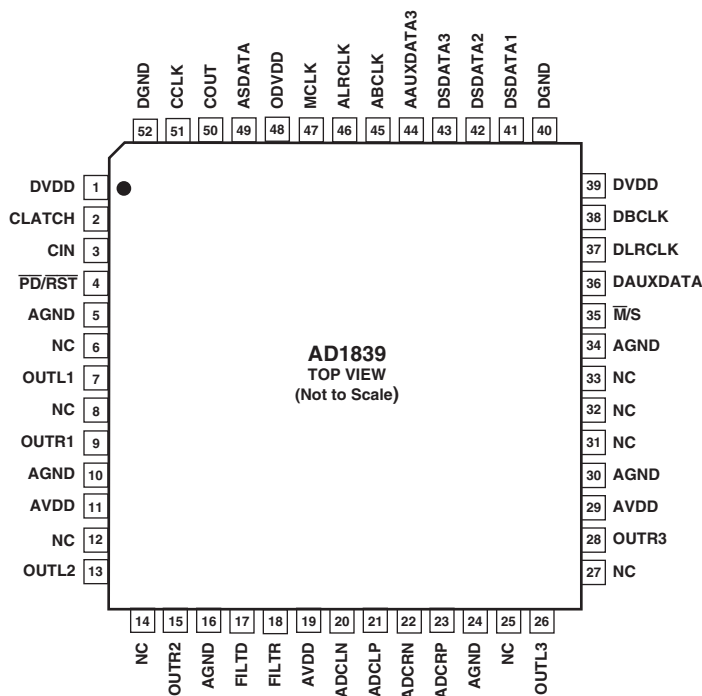 DGND
CCLK
COUT
ASDATA
ODVDD
MCLK
ALRCLK
ABCLK
AAUXDATA3
DSDATA3
DSDATA2
DSDATA1
DGND
52 51 50 49 48 47 46 45 44 43 42 41 40
DVDD 1
CLATCH 2
CIN 3
PD/RST 4
AGND 5
NC 6
OUTL1 7
NC 8
OUTR1 9
AGND 10
AVDD 11
NC 12
OUTL2 13
AD1839
TOP VIEW
(Not to Scale)
39 DVDD
38 DBCLK
37 DLRCLK
36 DAUXDATA
35 M/S
34 AGND
33 NC
32 NC
31 NC
30 AGND
29 AVDD
28 OUTR3
27 NC
14 15 16 17 18 19 20 21 22 23 24 25 26
NC
OUTR2
AGND
FILTD
FILTR
AVDD
ADCLN
ADCLP
ADCRN
ADCRP
AGND
NC
OUTL3